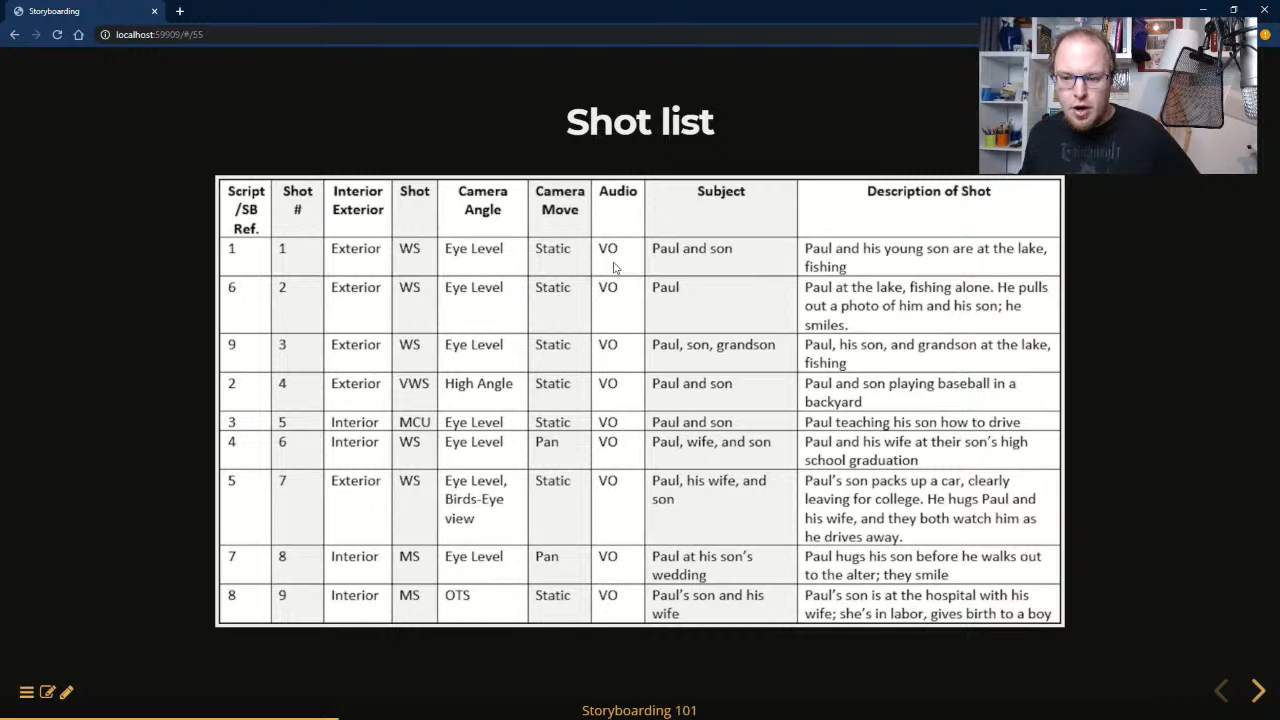 Storyboarding
localhost:59909/#/55
Shot list
Script /SB Ref. Shot # Interior Exterior Shot Camera Angle Camera Move Audio Subject Description of Shot
1 1 Exterior WS Eye Level Static VO Paul and son Paul and his young son are at the lake, fishing
6 2 Exterior WS Eye Level Static VO Paul Paul at the lake, fishing alone. He pulls out a photo of him and his son; he smiles.
9 3 Exterior WS Eye Level Static VO Paul, son, grandson Paul, his son, and grandson at the lake, fishing
2 4 Exterior VWS High Angle Static VO Paul and son Paul and son playing baseball in a backyard
3 5 Interior MCU Eye Level Static VO Paul and son Paul teaching his son how to drive
4 6 Interior WS Eye Level Pan VO Paul, wife, and son Paul and his wife at their son's high school graduation
5 7 Exterior WS Eye Level, Birds-Eye view Static VO Paul, his wife, and son Paul's son packs up a car, clearly leaving for college. He hugs Paul and his wife, and they both watch him as he drives away.
7 8 Interior MS Eye Level Pan VO Paul at his son's wedding Paul hugs his son before he walks out to the alter; they smile
8 9 Interior MS OTS Static VO Paul's son and his wife Paul's son is at the hospital with his wife; she's in labor, gives birth to a boy
Storyboarding 101